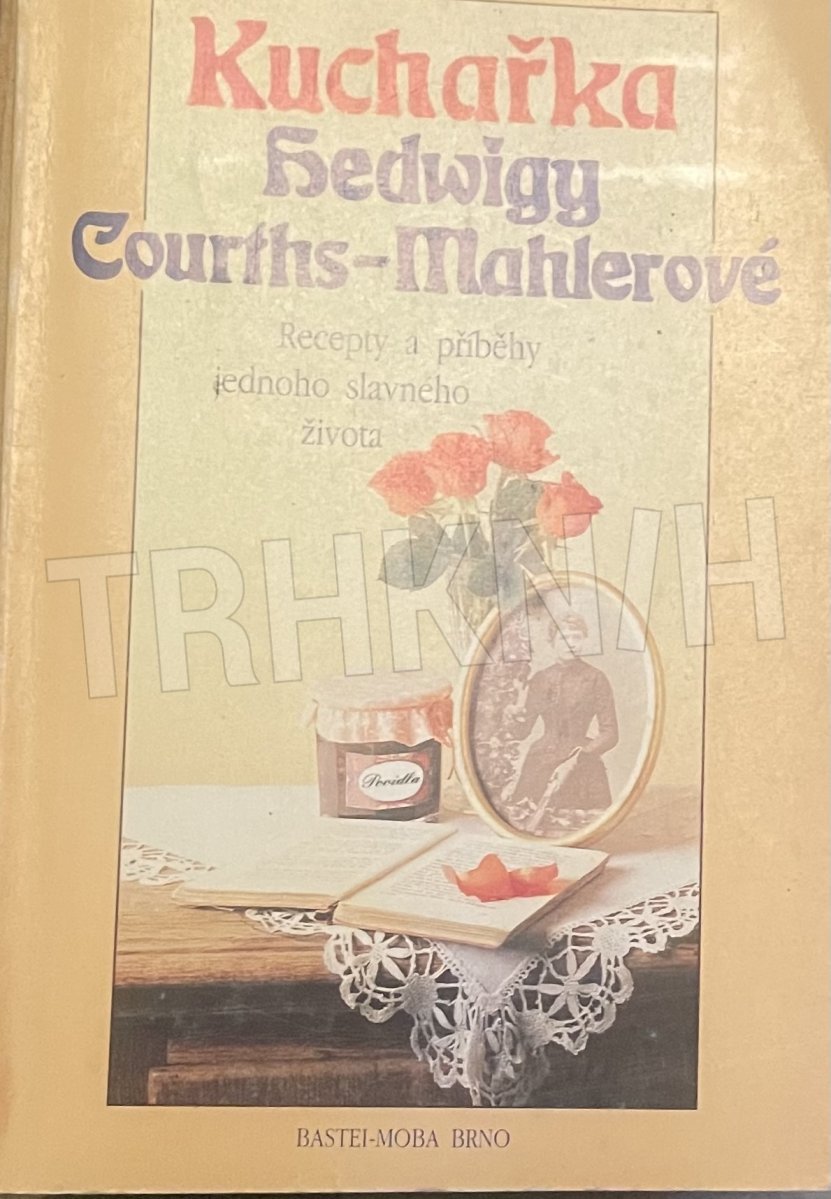 Kuchařka
Hedwigy
Courths-Mahlerové
Recepty a příběhy
jednoho slavného
života
TRHKNIH
Povidla
BASTEI-MOBA BRNO